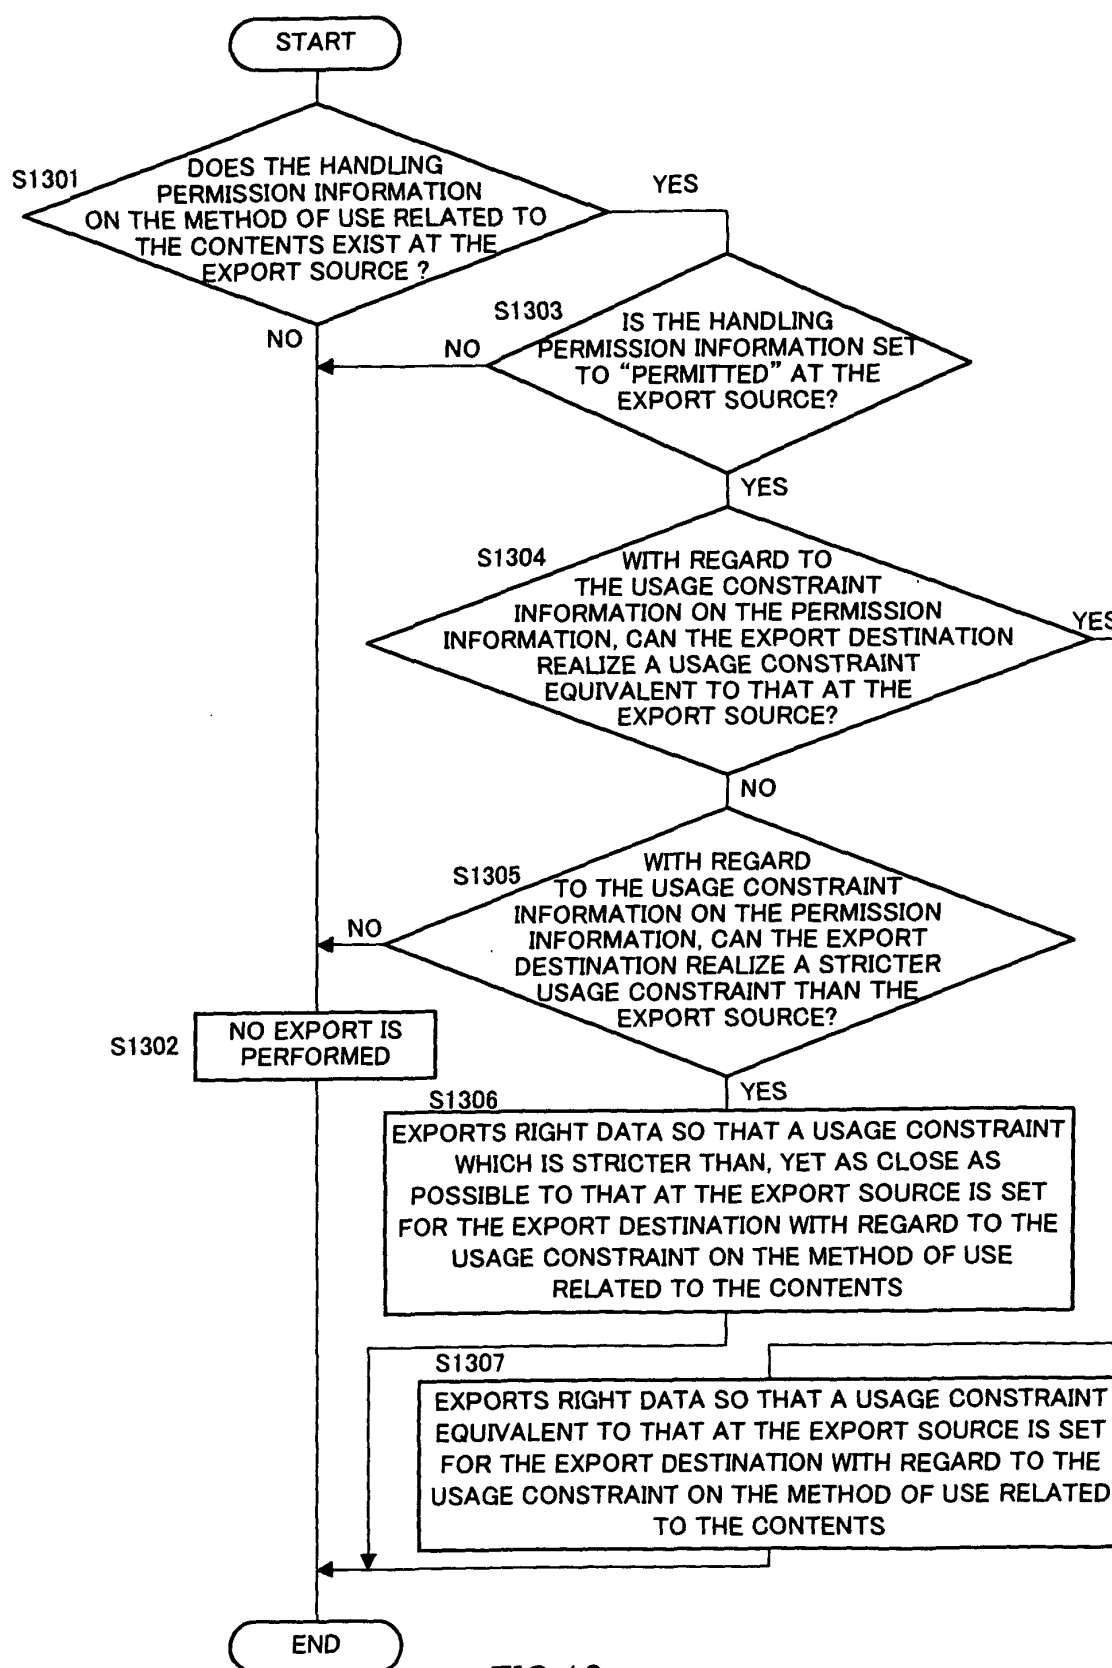 START
S1301
DOES THE HANDLING
PERMISSION INFORMATION
ON THE METHOD OF USE RELATED TO
THE CONTENTS EXIST AT THE
EXPORT SOURCE ?
YES
NO
S1303
IS THE HANDLING
PERMISSION INFORMATION SET
TO “PERMITTED” AT THE
EXPORT SOURCE?
NO
YES
S1304
WITH REGARD TO
THE USAGE CONSTRAINT
INFORMATION ON THE PERMISSION
INFORMATION, CAN THE EXPORT DESTINATION
REALIZE A USAGE CONSTRAINT
EQUIVALENT TO THAT AT THE
EXPORT SOURCE?
YES
NO
S1305
WITH REGARD
TO THE USAGE CONSTRAINT
INFORMATION ON THE PERMISSION
INFORMATION, CAN THE EXPORT
DESTINATION REALIZE A STRICTER
USAGE CONSTRAINT THAN THE
EXPORT SOURCE?
NO
YES
S1302
NO EXPORT IS
PERFORMED
S1306
EXPORTS RIGHT DATA SO THAT A USAGE CONSTRAINT
WHICH IS STRICTER THAN, YET AS CLOSE AS
POSSIBLE TO THAT AT THE EXPORT SOURCE IS SET
FOR THE EXPORT DESTINATION WITH REGARD TO THE
USAGE CONSTRAINT ON THE METHOD OF USE
RELATED TO THE CONTENTS
S1307
EXPORTS RIGHT DATA SO THAT A USAGE CONSTRAINT
EQUIVALENT TO THAT AT THE EXPORT SOURCE IS SET
FOR THE EXPORT DESTINATION WITH REGARD TO THE
USAGE CONSTRAINT ON THE METHOD OF USE RELATED
TO THE CONTENTS
END